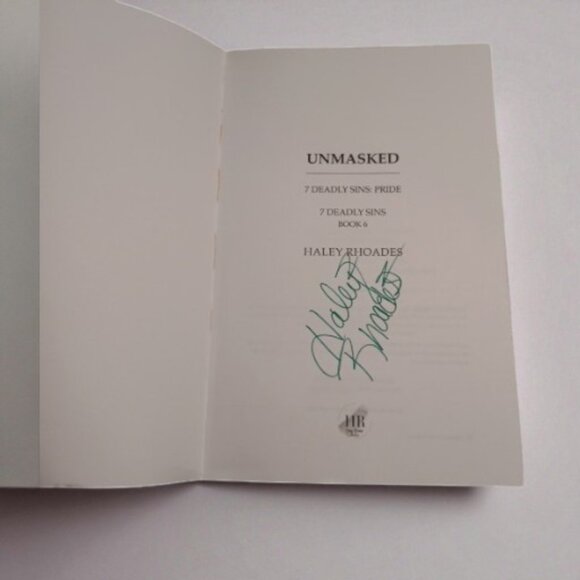 UNMASKED
7 DEADLY SINS: PRIDE
7 DEADLY SINS
BOOK 6
HALEY RHOADES
Haley
Rhoades
HR